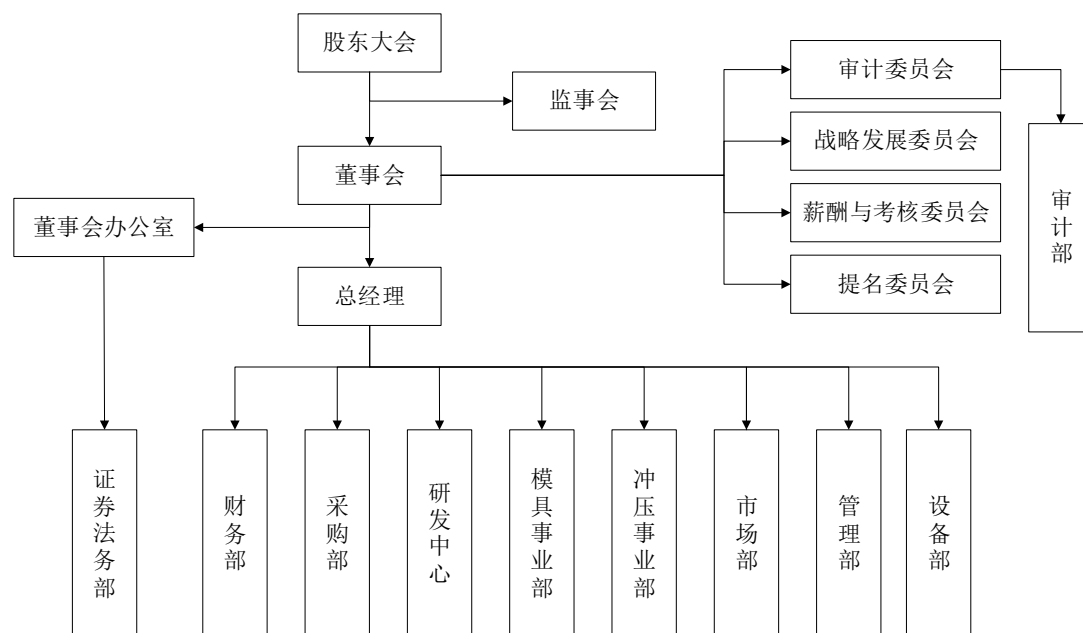 股东大会
审计委员会
监事会
战略发展委员会
董事会
薪酬与考核委员会
审计部
董事会办公室
提名委员会
总经理
证券法务部
财务部
采购部
研发中心
模具事业部
冲压事业部
市场部
管理部
设备部